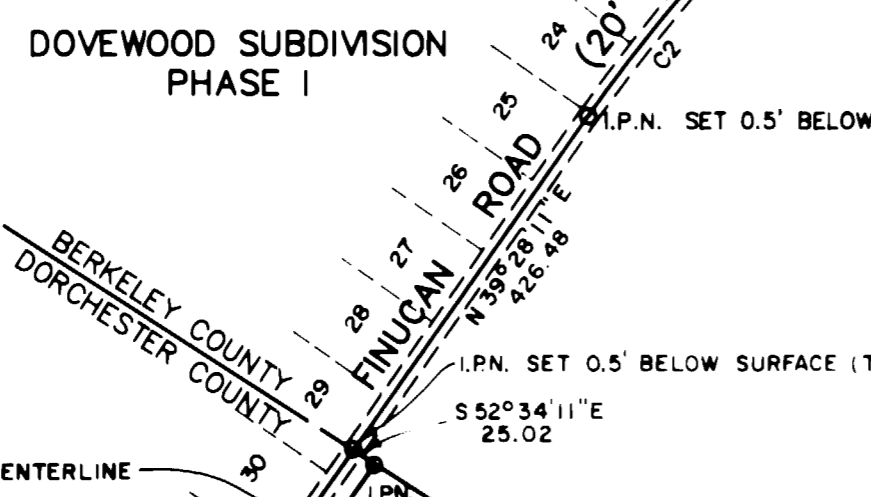 DOVEWOOD SUBDIVISION
PHASE I
24
(20'
C2
25
I.P.N. SET 0.5' BELOW
ROAD
26
N 39° 28' 11" E
426.48
27
BERKELEY COUNTY
DORCHESTER COUNTY
FINUCAN
28
I.P.N. SET 0.5' BELOW SURFACE (T
29
S 52° 34' 11" E
25.02
30
ENTERLINE
I.PN